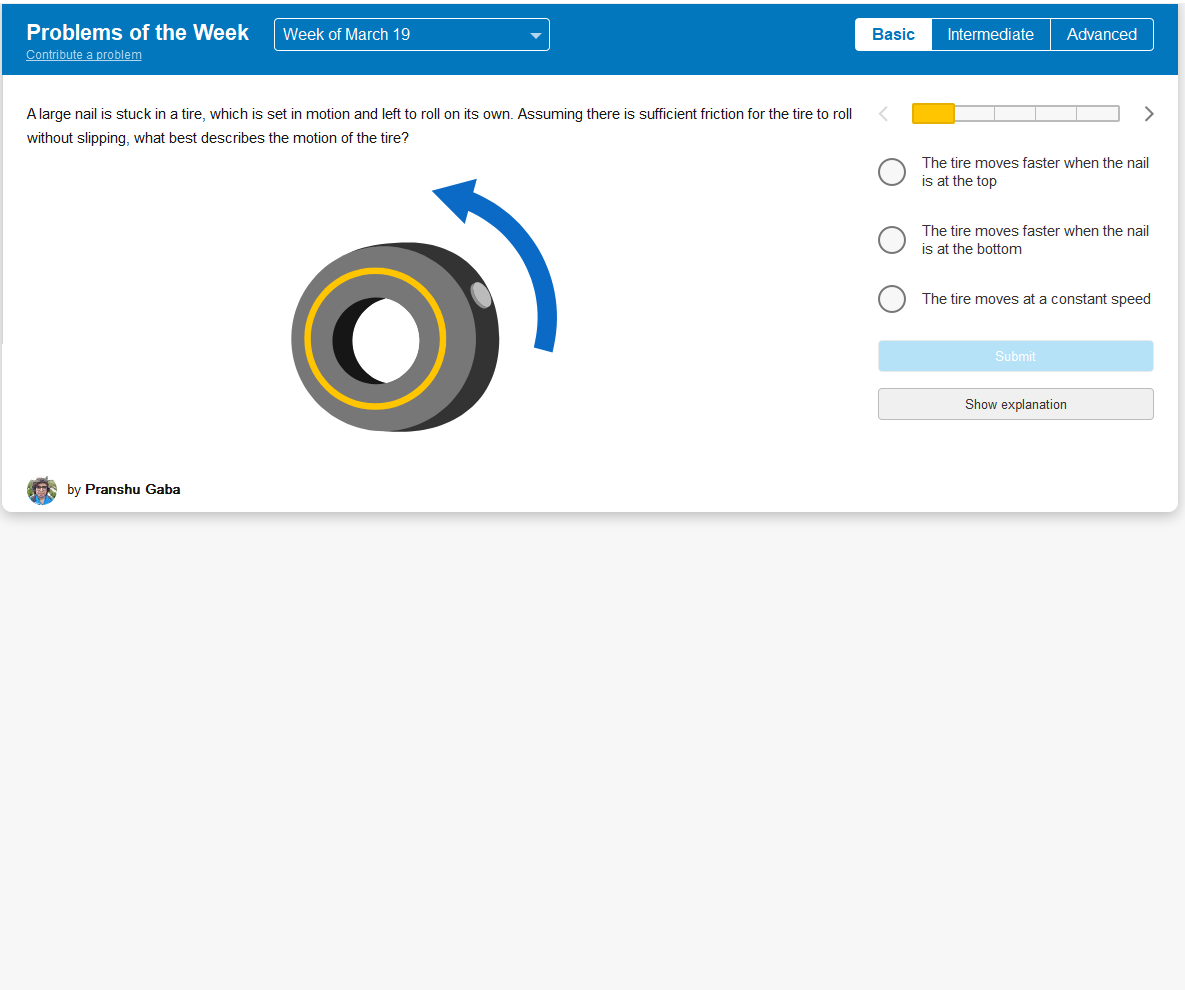 Problems of the Week
Contribute a problem
Week of March 19
Basic
Intermediate
Advanced
A large nail is stuck in a tire, which is set in motion and left to roll on its own. Assuming there is sufficient friction for the tire to roll
without slipping, what best describes the motion of the tire?
The tire moves faster when the nail
is at the top
The tire moves faster when the nail
is at the bottom
The tire moves at a constant speed
Submit
Show explanation
by Pranshu Gaba